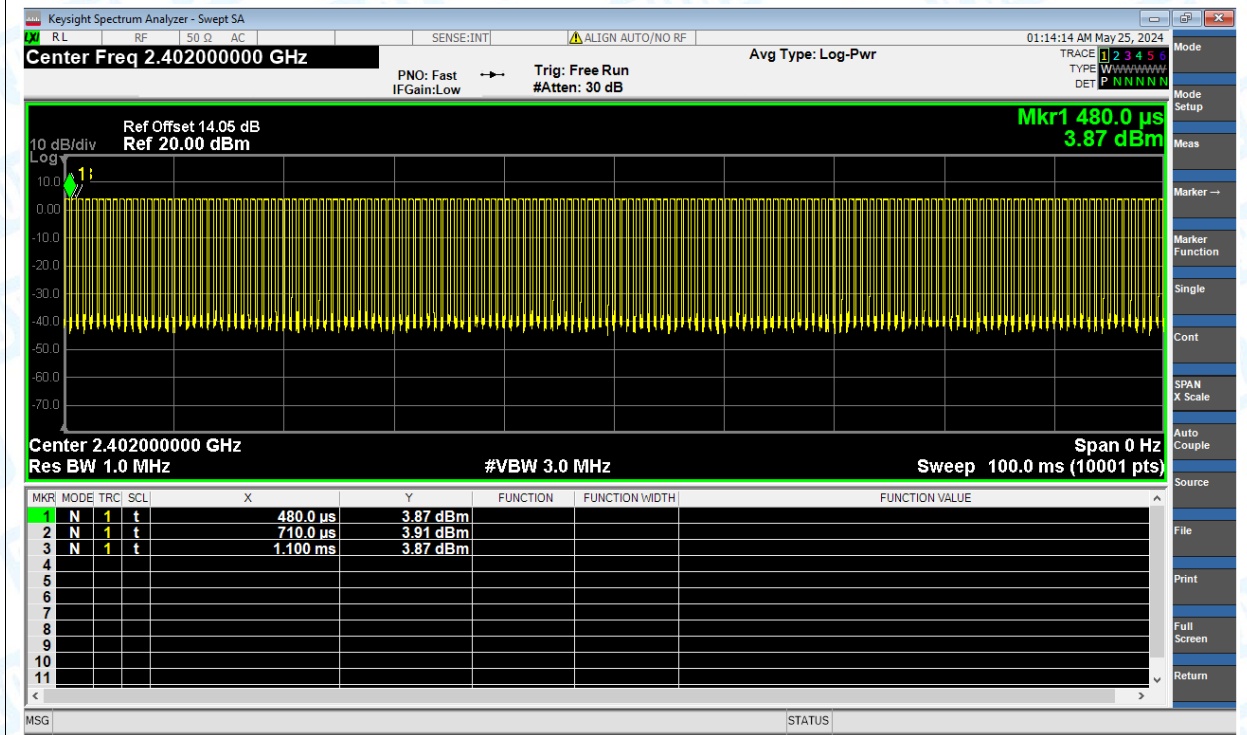 Keysight Spectrum Analyzer - Swept SA
LXI RL RF 50 Ω AC SENSE:INT ALIGN AUTO/NO RF 01:14:14 AM May 25, 2024
Center Freq 2.402000000 GHz
PNO: Fast
IFGain:Low
Trig: Free Run
#Atten: 30 dB
Avg Type: Log-Pwr
TRACE 1 2 3 4 5 6
TYPE WWWWWW
DET P N N N N N
Ref Offset 14.05 dB
10 dB/div Ref 20.00 dBm
Log
Mkr1 480.0 µs
3.87 dBm
1
10.0
0.00
-10.0
-20.0
-30.0
-40.0
-50.0
-60.0
-70.0
Center 2.402000000 GHz Span 0 Hz
Res BW 1.0 MHz #VBW 3.0 MHz Sweep 100.0 ms (10001 pts)
MKR MODE TRC SCL X Y FUNCTION FUNCTION WIDTH FUNCTION VALUE
1 N 1 t 480.0 µs 3.87 dBm
2 N 1 t 710.0 µs 3.91 dBm
3 N 1 t 1.100 ms 3.87 dBm
4
5
6
7
8
9
10
11
MSG STATUS
Mode
Mode
Setup
Meas
Marker →
Marker
Function
Single
Cont
SPAN
X Scale
Auto
Couple
Source
File
Print
Full
Screen
Return